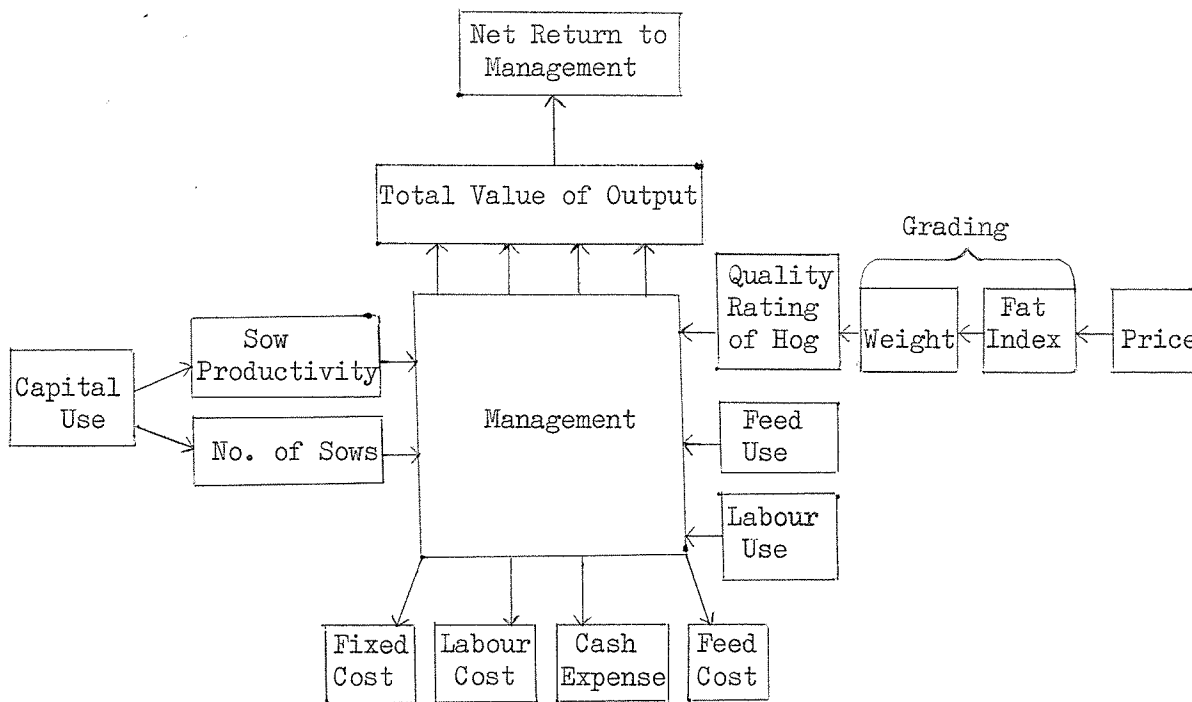 Net Return to
Management
Total Value of Output
Grading
Quality
Rating
of Hog
Weight
Fat
Index
Price
Sow
Productivity
Capital
Use
No. of Sows
Management
Feed
Use
Labour
Use
Fixed
Cost
Labour
Cost
Cash
Expense
Feed
Cost